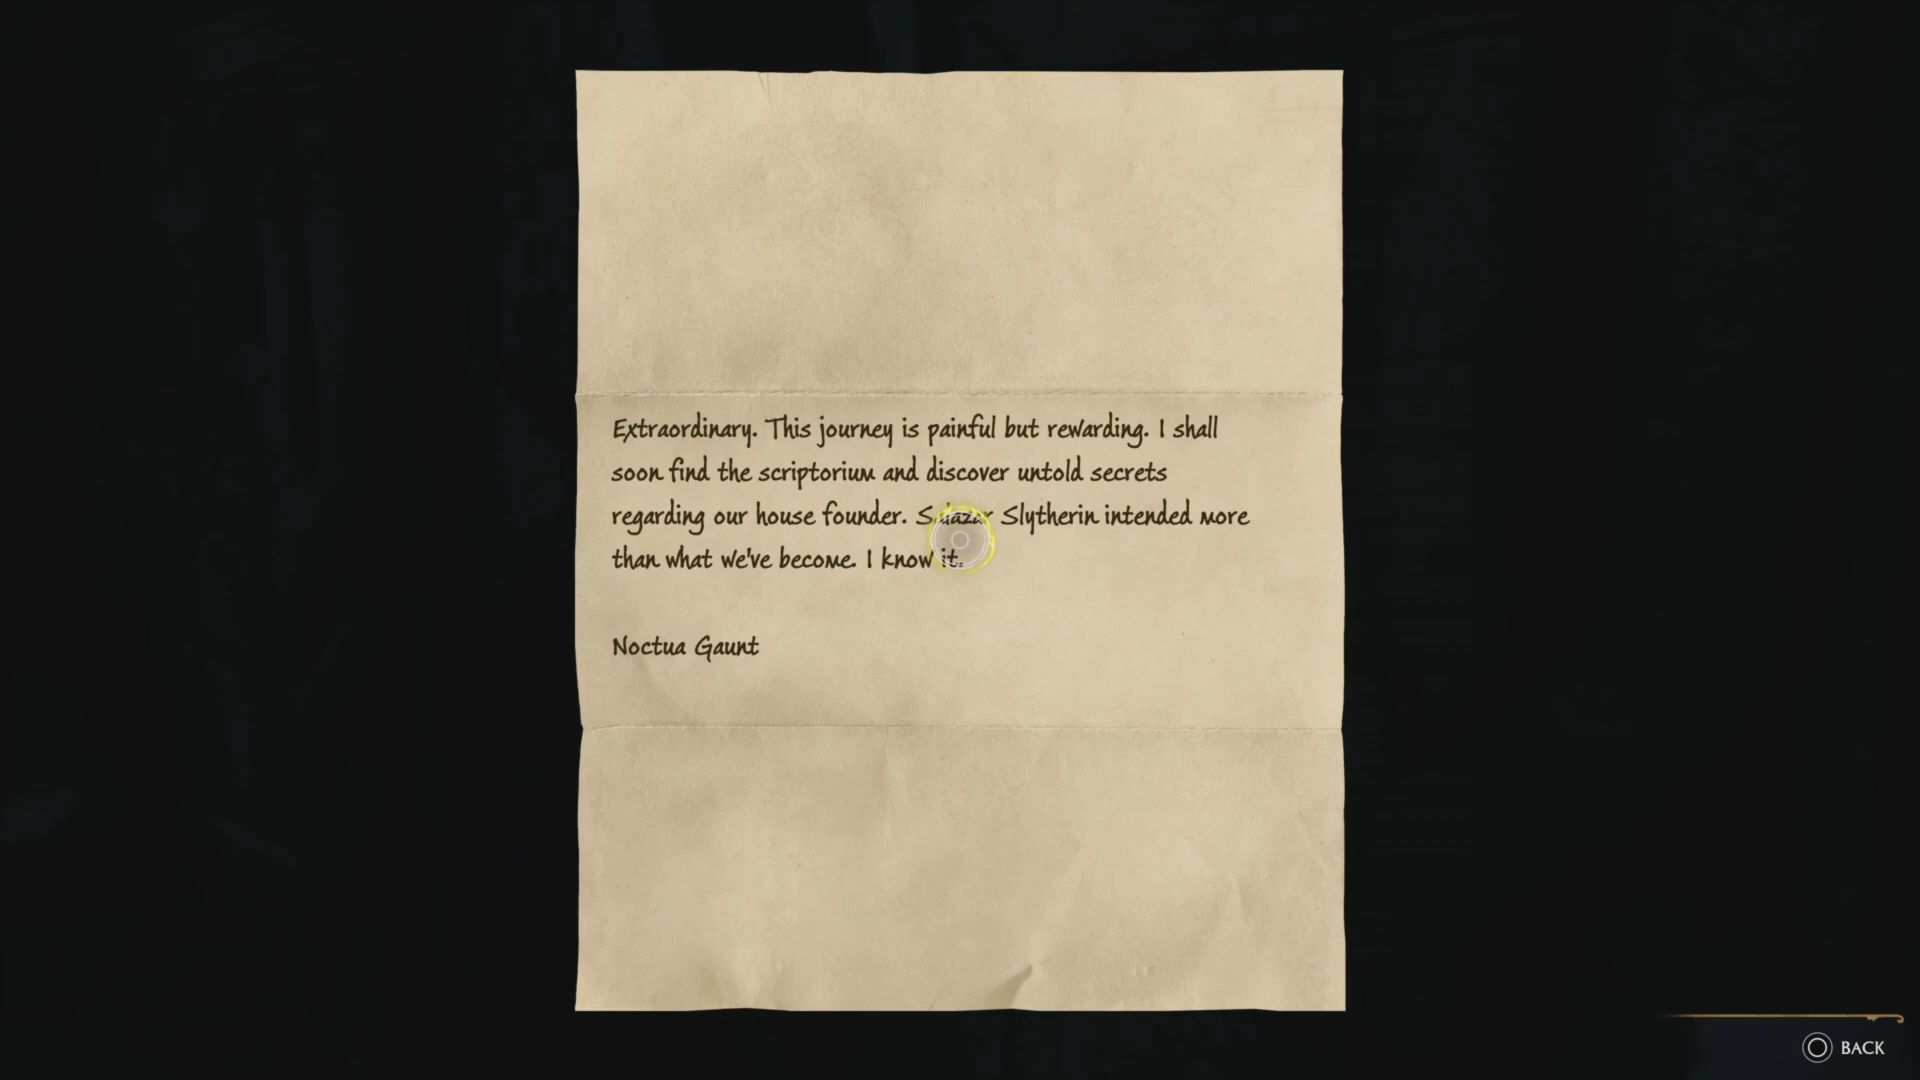 Extraordinary. This journey is painful but rewarding. I shall
soon find the scriptorium and discover untold secrets
regarding our house founder. Salazar Slytherin intended more
than what we've become. I know it.
Noctua Gaunt
BACK